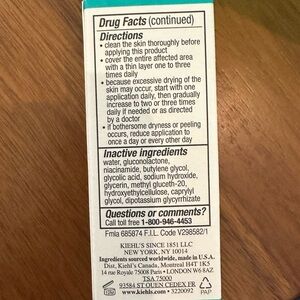 Drug Facts (continued)
Directions
• clean the skin thoroughly before
applying this product
• cover the entire affected area
with a thin layer one to three
times daily
• because excessive drying of the
skin may occur, start with one
application daily, then gradually
increase to two or three times
daily if needed or as directed
by a doctor
• if bothersome dryness or peeling
occurs, reduce application to
once a day or every other day
Inactive ingredients
water, gluconolactone,
niacinamide, butylene glycol,
glycolic acid, sodium hydroxide,
glycerin, methyl gluceth-20,
hydroxyethylcellulose, caprylyl
glycol, dipotassium glycyrrhizate
Questions or comments?
Call toll free 1-800-946-4453
Fmla 685874 F.I.L. Code V298582/1
KIEHL'S SINCE 1851 LLC
NEW YORK, NY 10014
Ingredients sourced worldwide, made in U.S.A.
Dist, Kiehl's Canada, Montreal H4T 1K5
14 rue Royale 75008 Paris • LONDON W6 8AZ
TSA 75000
93584 ST OUEN CEDEX FR
www.kiehls.com • 3220092
PAP